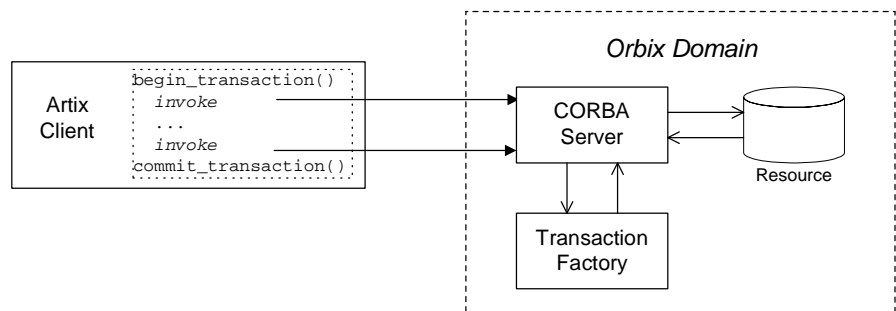 Orbix Domain
Artix
Client
begin_transaction()
invoke
...
invoke
commit_transaction()
CORBA
Server
Resource
Transaction
Factory